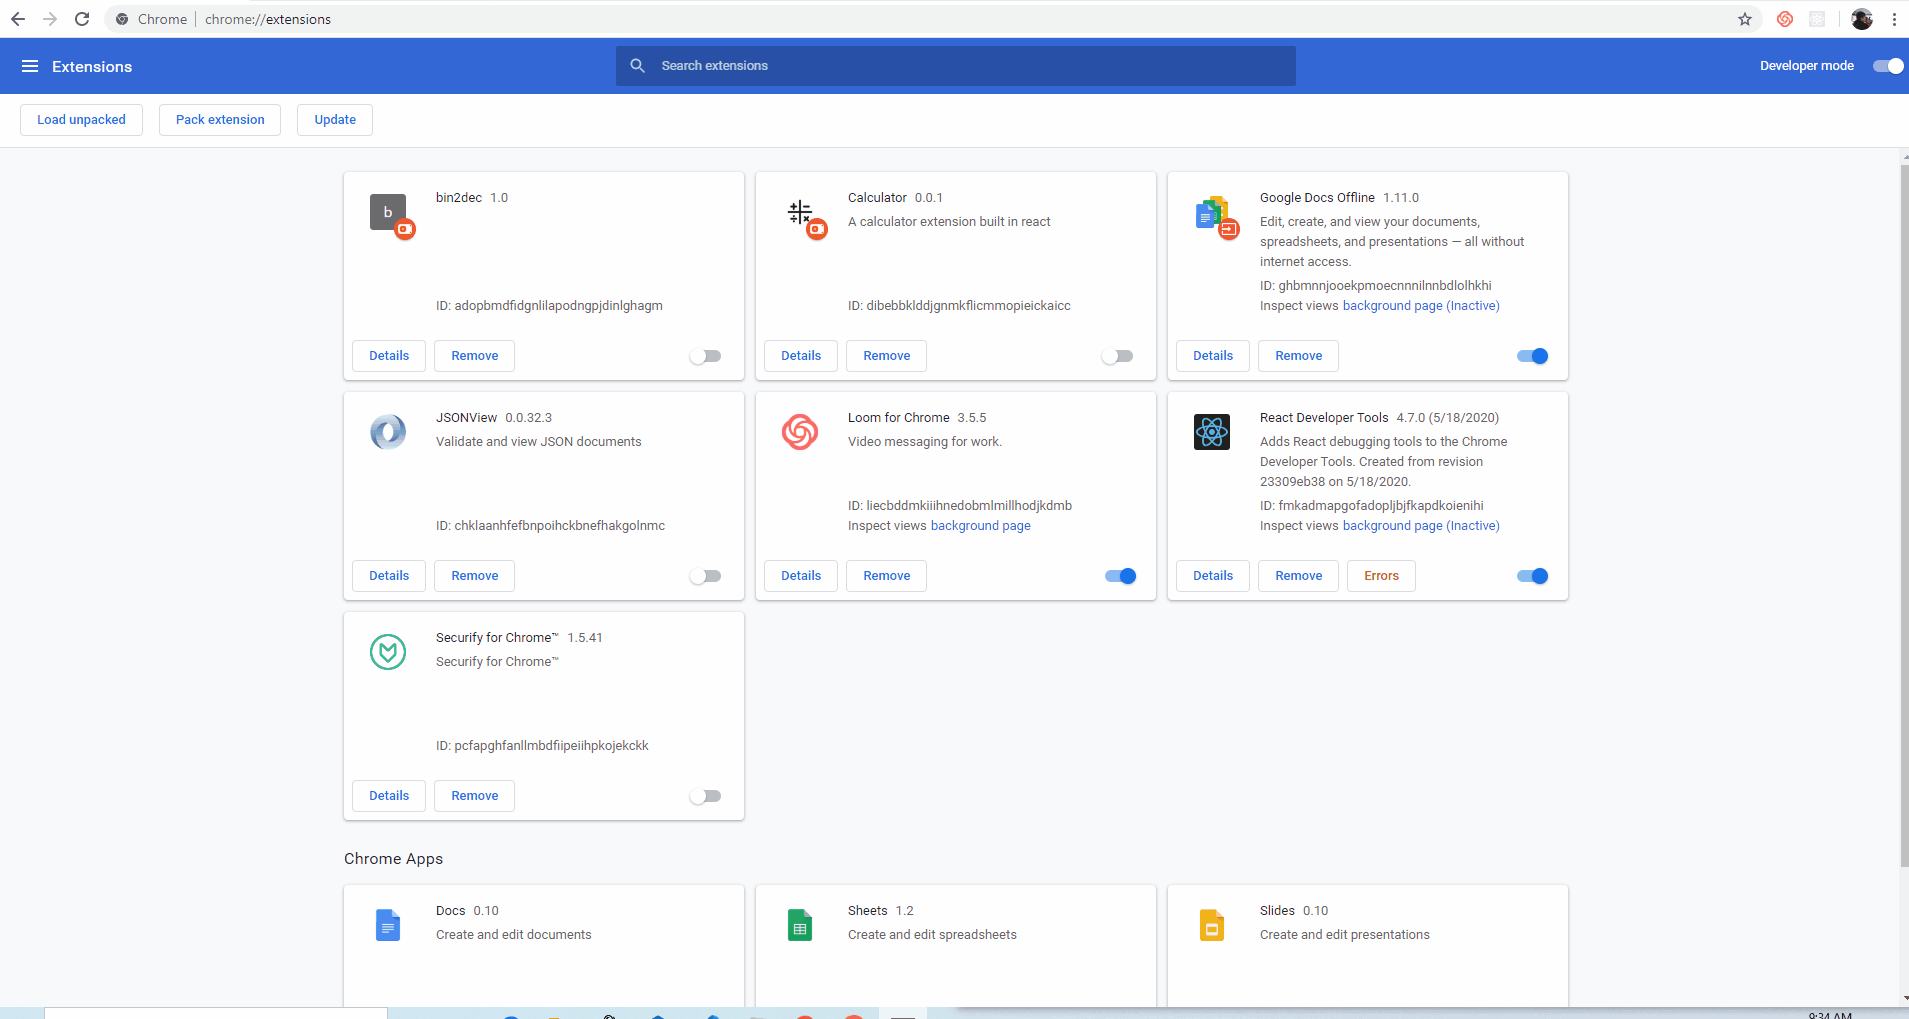 Chrome chrome://extensions
Extensions
Search extensions
Developer mode
Load unpacked
Pack extension
Update
bin2dec 1.0
ID: adopbmdfidgnlilapodngpjdinlghagm
Details
Remove
Calculator 0.0.1
A calculator extension built in react
ID: dibebbklddjgnmkflicmmopieickaicc
Details
Remove
Google Docs Offline 1.11.0
Edit, create, and view your documents,
spreadsheets, and presentations — all without
internet access.
ID: ghbmnnjooekpmoecnnnilnnbdlolhkhi
Inspect views background page (Inactive)
Details
Remove
JSONView 0.0.32.3
Validate and view JSON documents
ID: chklaanhfefbnpoihckbnefhakgolnmc
Details
Remove
Loom for Chrome 3.5.5
Video messaging for work.
ID: liecbddmkiiihnedobmlmillhodjkdmb
Inspect views background page
Details
Remove
React Developer Tools 4.7.0 (5/18/2020)
Adds React debugging tools to the Chrome
Developer Tools. Created from revision
23309eb38 on 5/18/2020.
ID: fmkadmapgofadopljbjfkapdkoienihi
Inspect views background page (Inactive)
Details
Remove
Errors
Securify for Chrome™ 1.5.41
Securify for Chrome™
ID: pcfapghfanllmbdfiipeiihpkojekckk
Details
Remove
Chrome Apps
Docs 0.10
Create and edit documents
Sheets 1.2
Create and edit spreadsheets
Slides 0.10
Create and edit presentations
9:34 AM